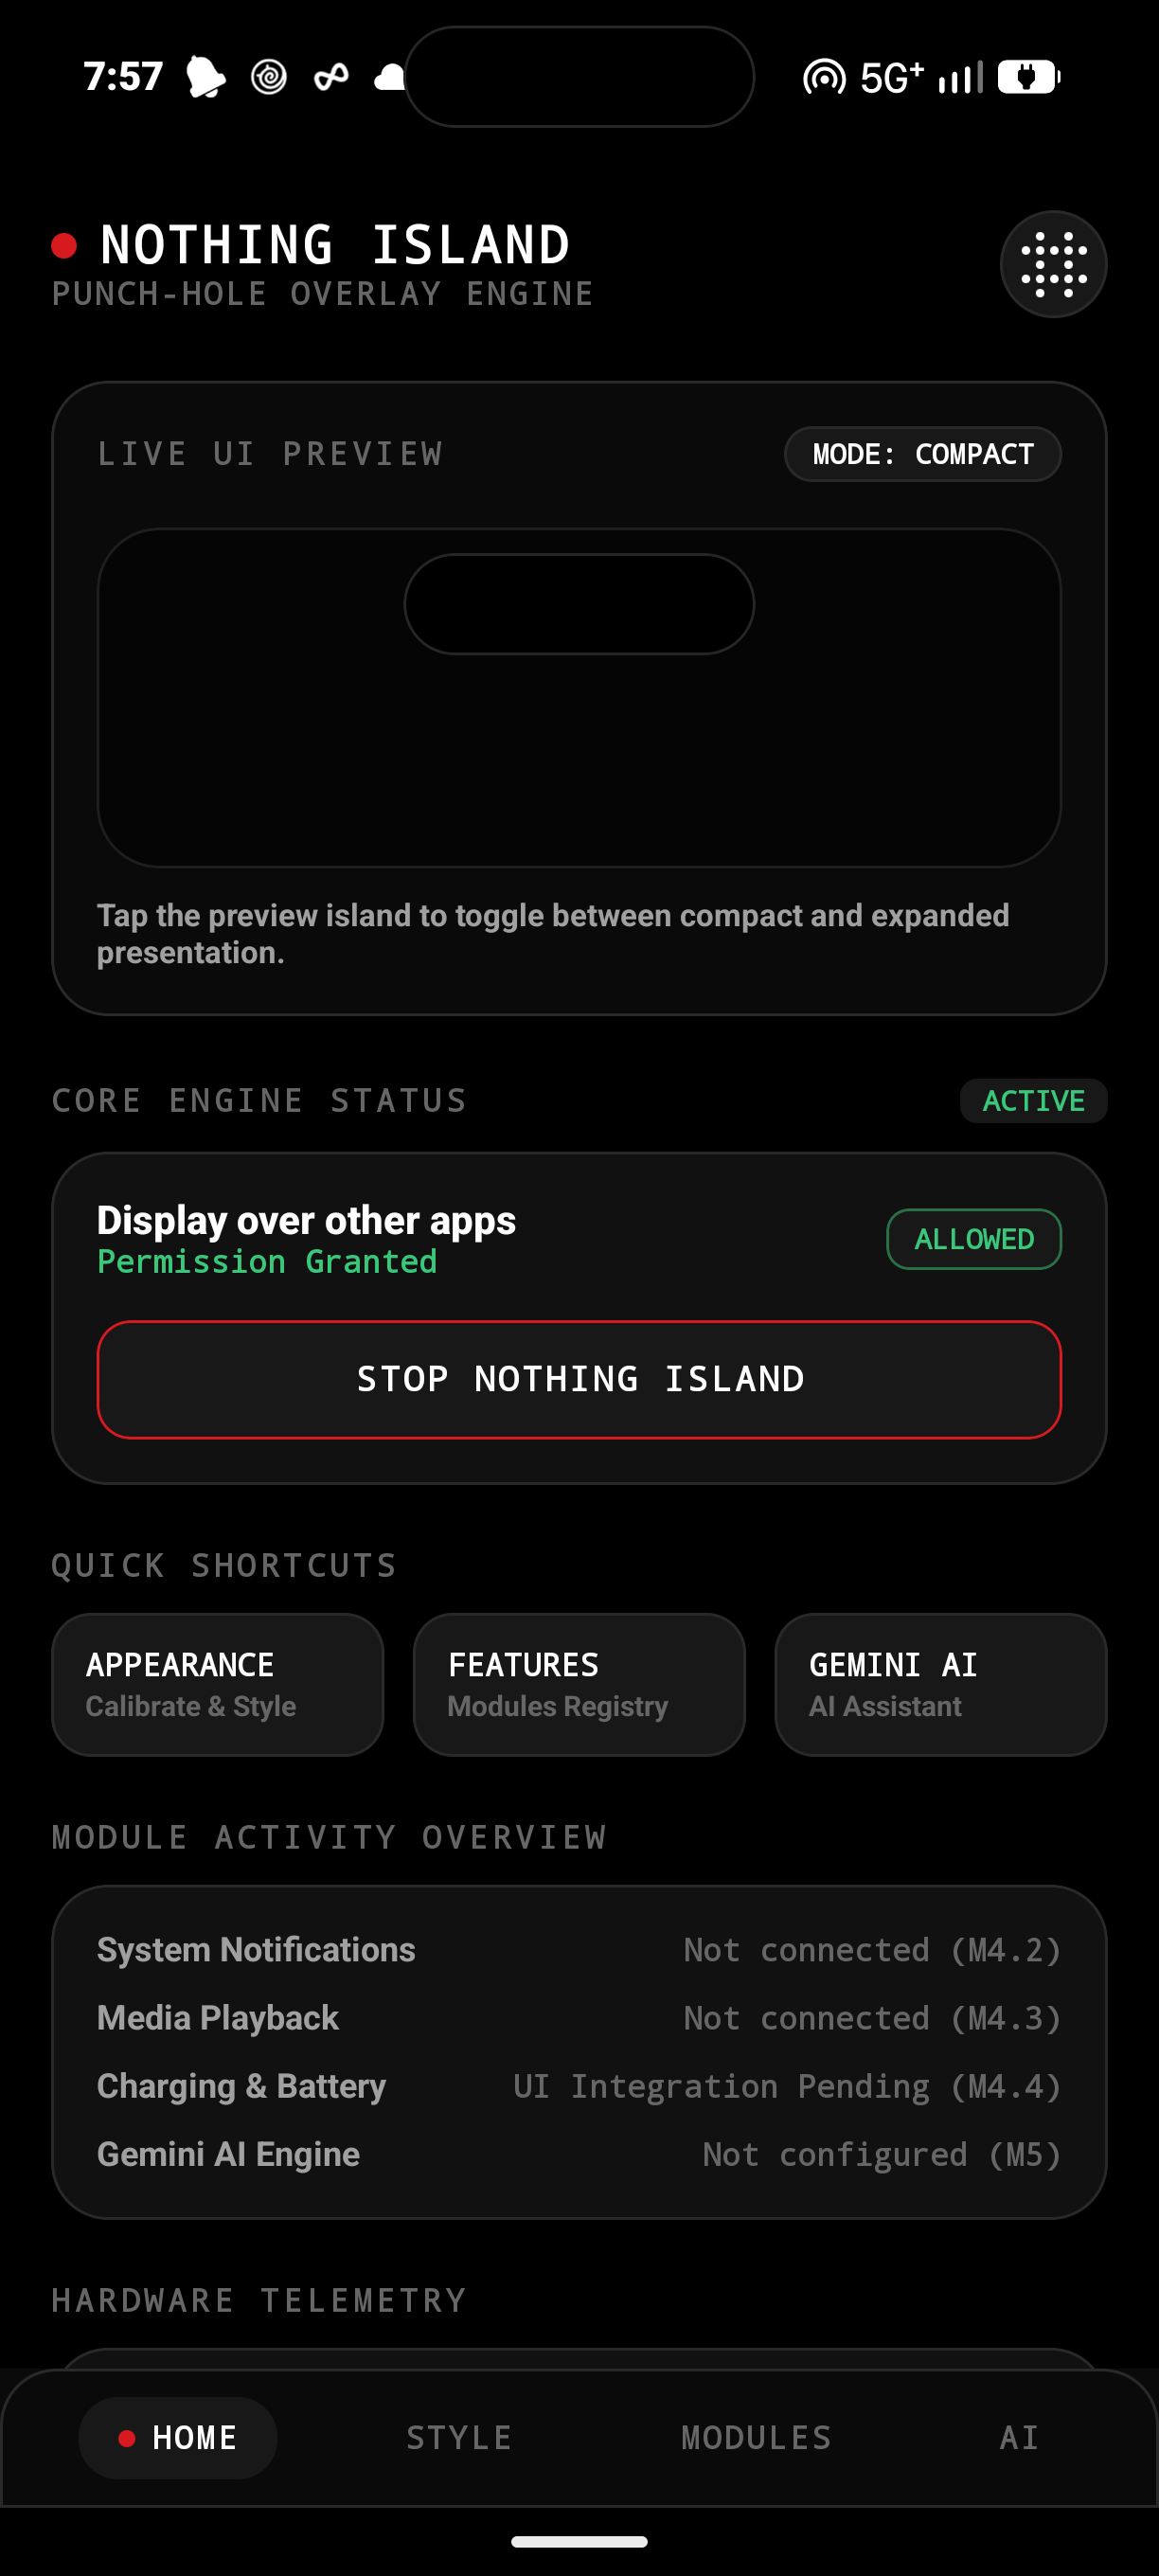 7:57
5G+
NOTHING ISLAND
PUNCH-HOLE OVERLAY ENGINE
LIVE UI PREVIEW
MODE: COMPACT
Tap the preview island to toggle between compact and expanded
presentation.
CORE ENGINE STATUS
ACTIVE
Display over other apps
Permission Granted
ALLOWED
STOP NOTHING ISLAND
QUICK SHORTCUTS
APPEARANCE
Calibrate & Style
FEATURES
Modules Registry
GEMINI AI
AI Assistant
MODULE ACTIVITY OVERVIEW
System Notifications
Not connected (M4.2)
Media Playback
Not connected (M4.3)
Charging & Battery
UI Integration Pending (M4.4)
Gemini AI Engine
Not configured (M5)
HARDWARE TELEMETRY
HOME
STYLE
MODULES
AI